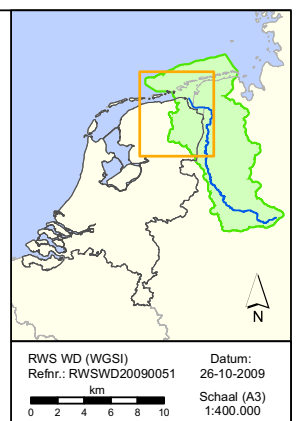 N
RWS WD (WGSI)
Refnr.: RWSWD20090051
Datum:
26-10-2009
km
0 2 4 6 8 10
Schaal (A3)
1:400.000